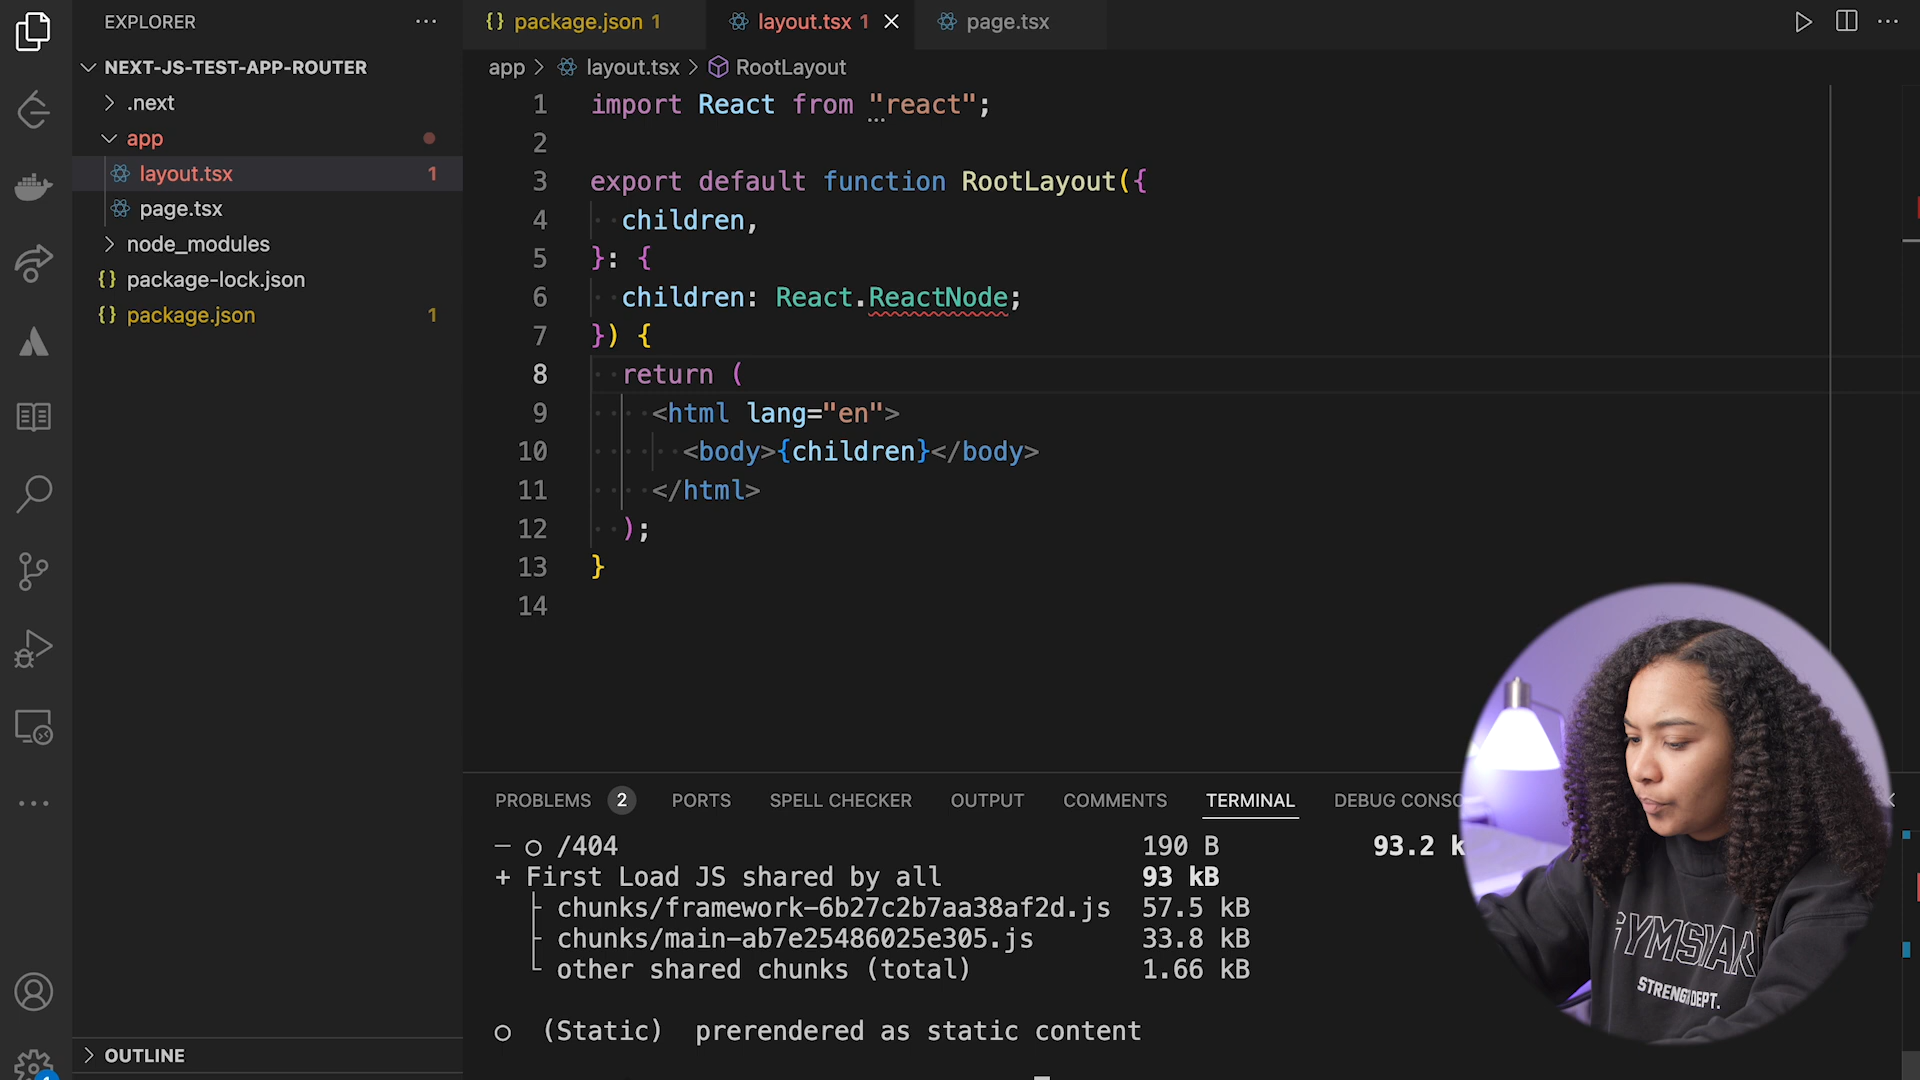 EXPLORER
NEXT-JS-TEST-APP-ROUTER
.next
app
layout.tsx 1
page.tsx
node_modules
{} package-lock.json
{} package.json 1
OUTLINE
{} package.json 1
layout.tsx 1
page.tsx
app > layout.tsx > RootLayout
1 import React from "react";
2
3 export default function RootLayout({
4 children,
5 }: {
6 children: React.ReactNode;
7 }) {
8 return (
9 <html lang="en">
10 <body>{children}</body>
11 </html>
12 );
13 }
14
PROBLEMS 2 PORTS SPELL CHECKER OUTPUT COMMENTS TERMINAL DEBUG CONSO
─ ○ /404 190 B 93.2 k
+ First Load JS shared by all 93 kB
├ chunks/framework-6b27c2b7aa38af2d.js 57.5 kB
├ chunks/main-ab7e25486025e305.js 33.8 kB
└ other shared chunks (total) 1.66 kB
○ (Static) prerendered as static content
GYMSHAR
STRENGTH DEPT.